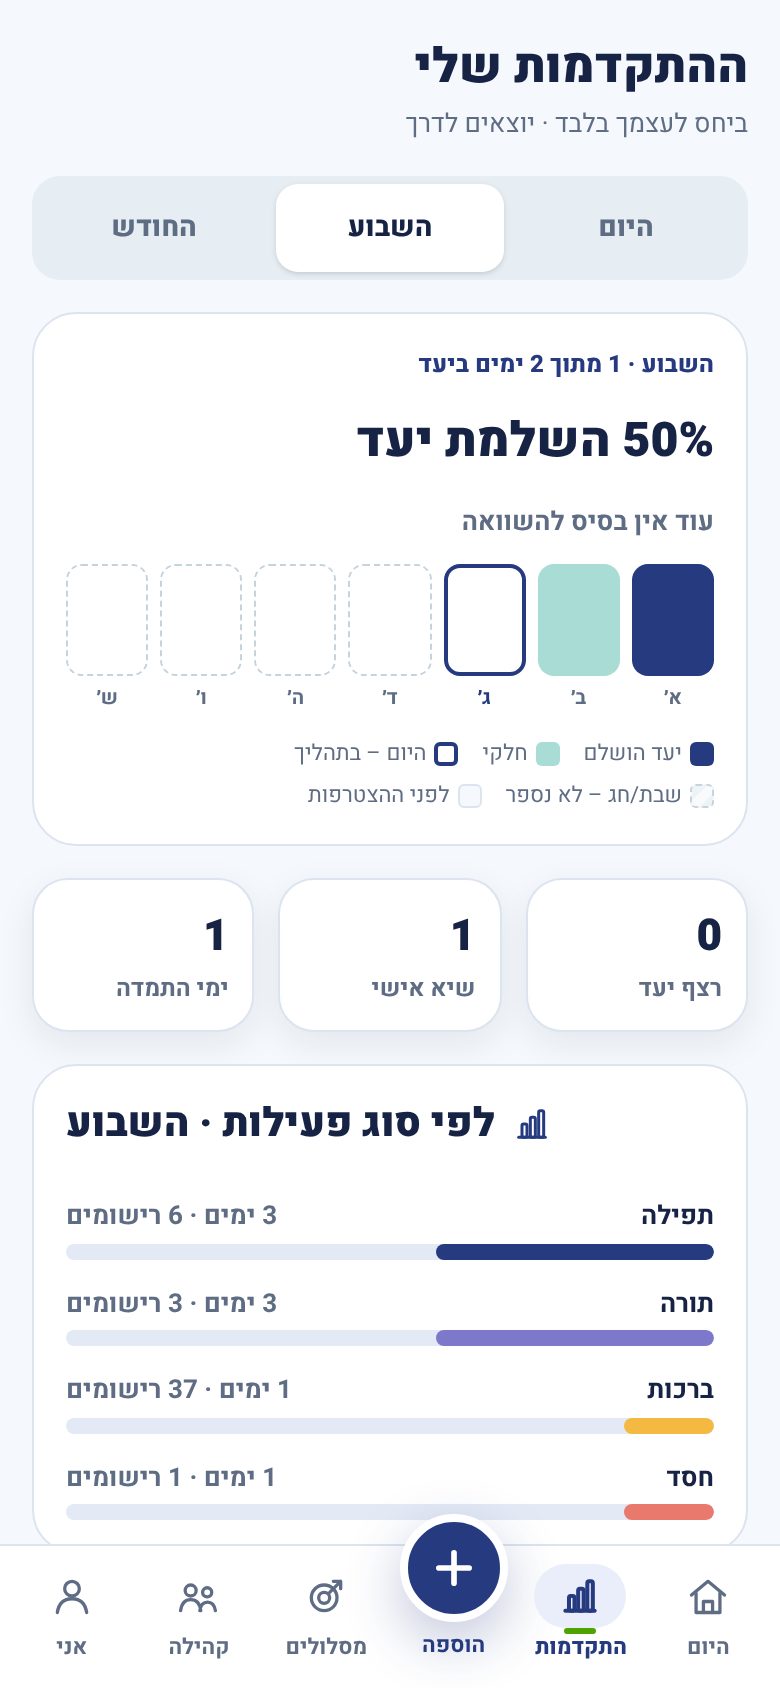 ההתקדמות שלי
ביחס לעצמך בלבד · יוצאים לדרך
היום
השבוע
החודש
השבוע · 1 מתוך 2 ימים ביעד
50% השלמת יעד
עוד אין בסיס להשוואה
א׳
ב׳
ג׳
ד׳
ה׳
ו׳
ש׳
יעד הושלם
חלקי
היום – בתהליך
שבת/חג – לא נספר
לפני ההצטרפות
0
רצף יעד
1
שיא אישי
1
ימי התמדה
לפי סוג פעילות · השבוע
תפילה
3 ימים · 6 רישומים
תורה
3 ימים · 3 רישומים
ברכות
1 ימים · 37 רישומים
חסד
1 ימים · 1 רישומים
היום
התקדמות
הוספה
מסלולים
קהילה
אני